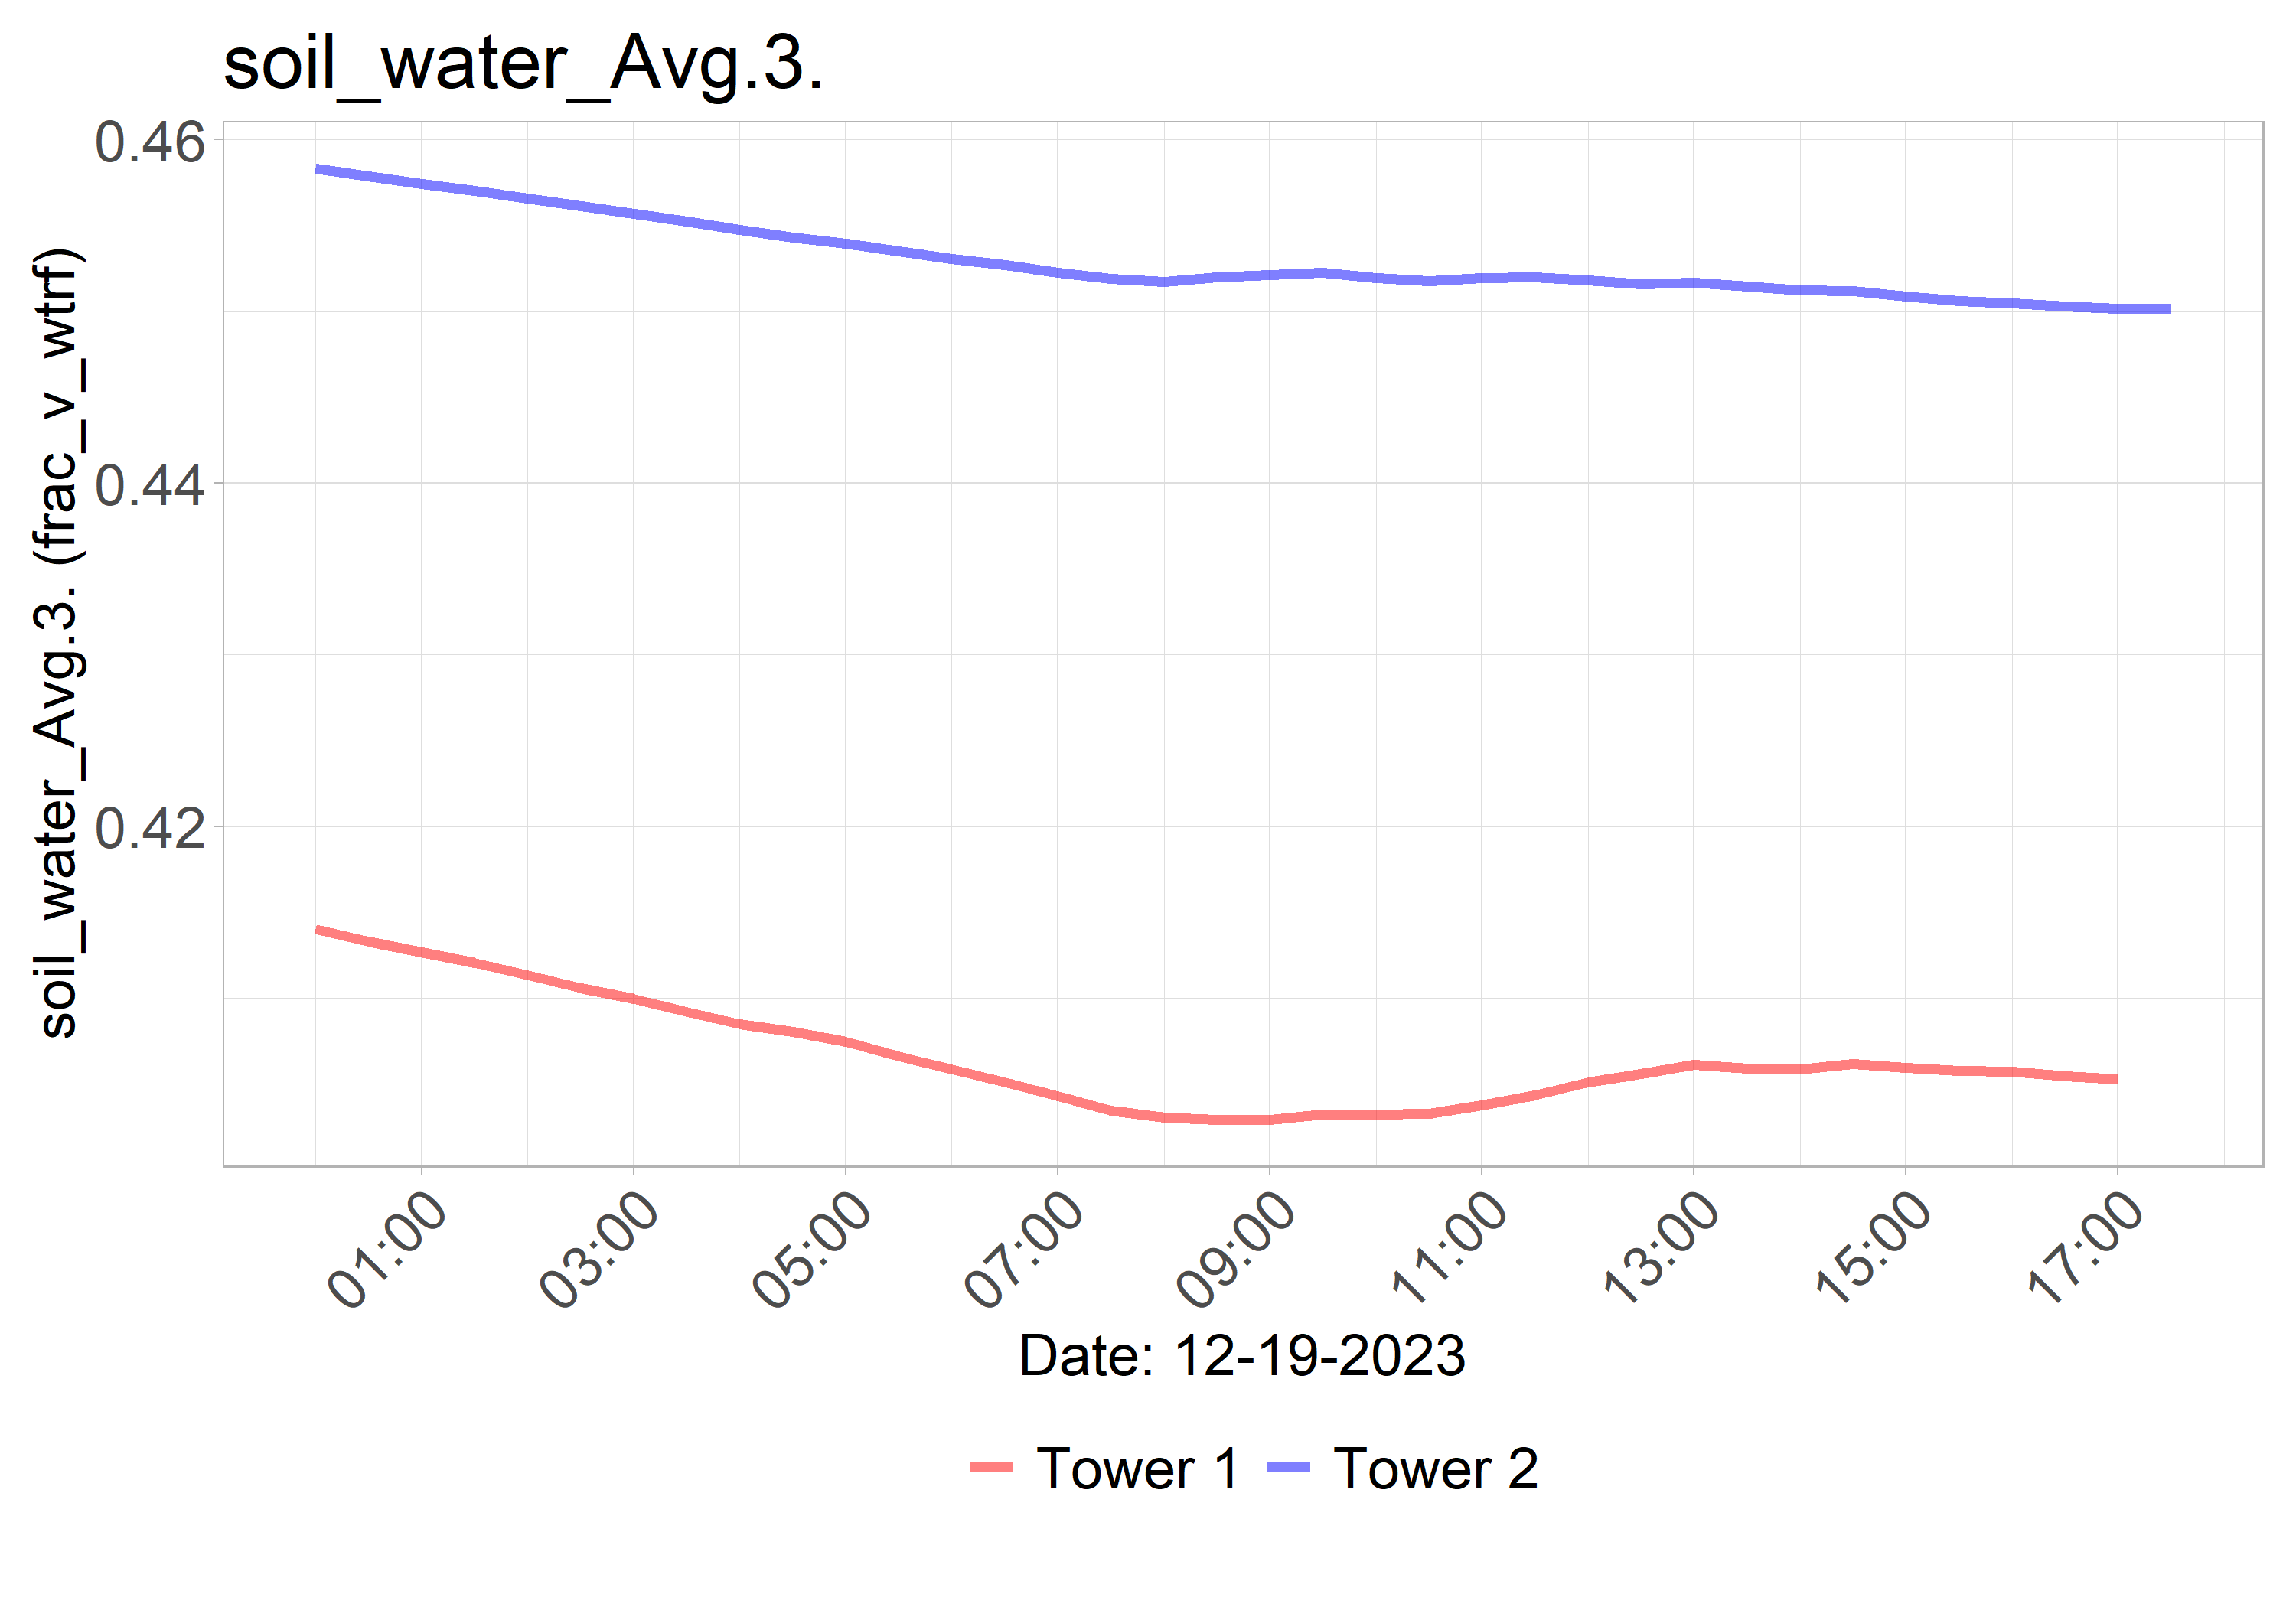 soil_water_Avg.3.
soil_water_Avg.3. (frac_v_wtrf)
0.46
0.44
0.42
01:00
03:00
05:00
07:00
09:00
11:00
13:00
15:00
17:00
Date: 12-19-2023
Tower 1
Tower 2